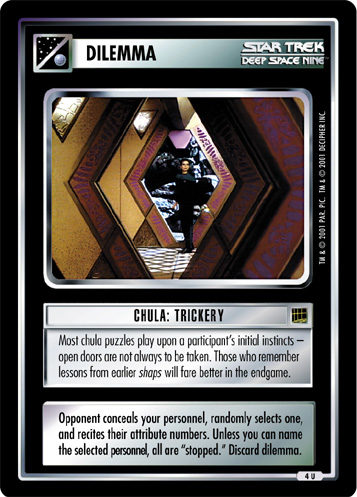 DILEMMA
STAR TREK
DEEP SPACE NINE™
TM & © 2001 PAR. PIC. TM & © 2001 DECIPHER INC.
CHULA: TRICKERY
Most chula puzzles play upon a participant's initial instincts –
open doors are not always to be taken. Those who remember
lessons from earlier shaps will fare better in the endgame.
Opponent conceals your personnel, randomly selects one,
and recites their attribute numbers. Unless you can name
the selected personnel, all are "stopped." Discard dilemma.
4 U